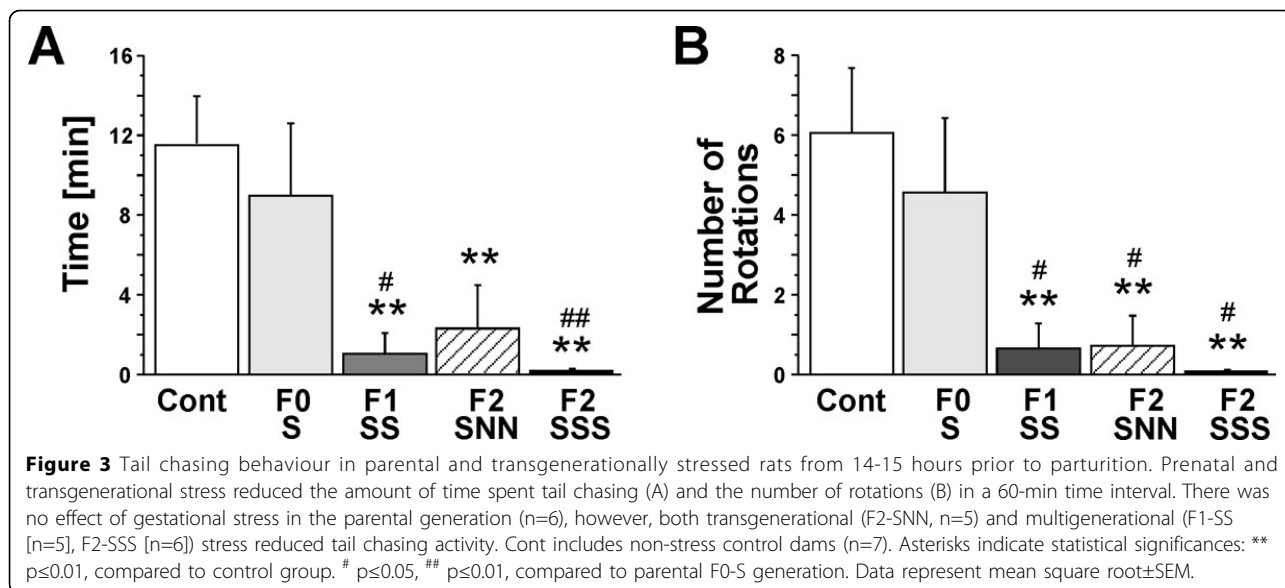 A
B
Time [min]
16
12
8
4
0
#
**
**
##
**
Cont F0 F1 F2 F2
S SS SNN SSS
Number of
Rotations
8
6
4
2
0
#
**
#
**
#
**
Cont F0 F1 F2 F2
S SS SNN SSS
Figure 3 Tail chasing behaviour in parental and transgenerationally stressed rats from 14-15 hours prior to parturition. Prenatal and
transgenerational stress reduced the amount of time spent tail chasing (A) and the number of rotations (B) in a 60-min time interval. There was
no effect of gestational stress in the parental generation (n=6), however, both transgenerational (F2-SNN, n=5) and multigenerational (F1-SS
[n=5], F2-SSS [n=6]) stress reduced tail chasing activity. Cont includes non-stress control dams (n=7). Asterisks indicate statistical significances: **
p≤0.01, compared to control group. # p≤0.05, ## p≤0.01, compared to parental F0-S generation. Data represent mean square root±SEM.